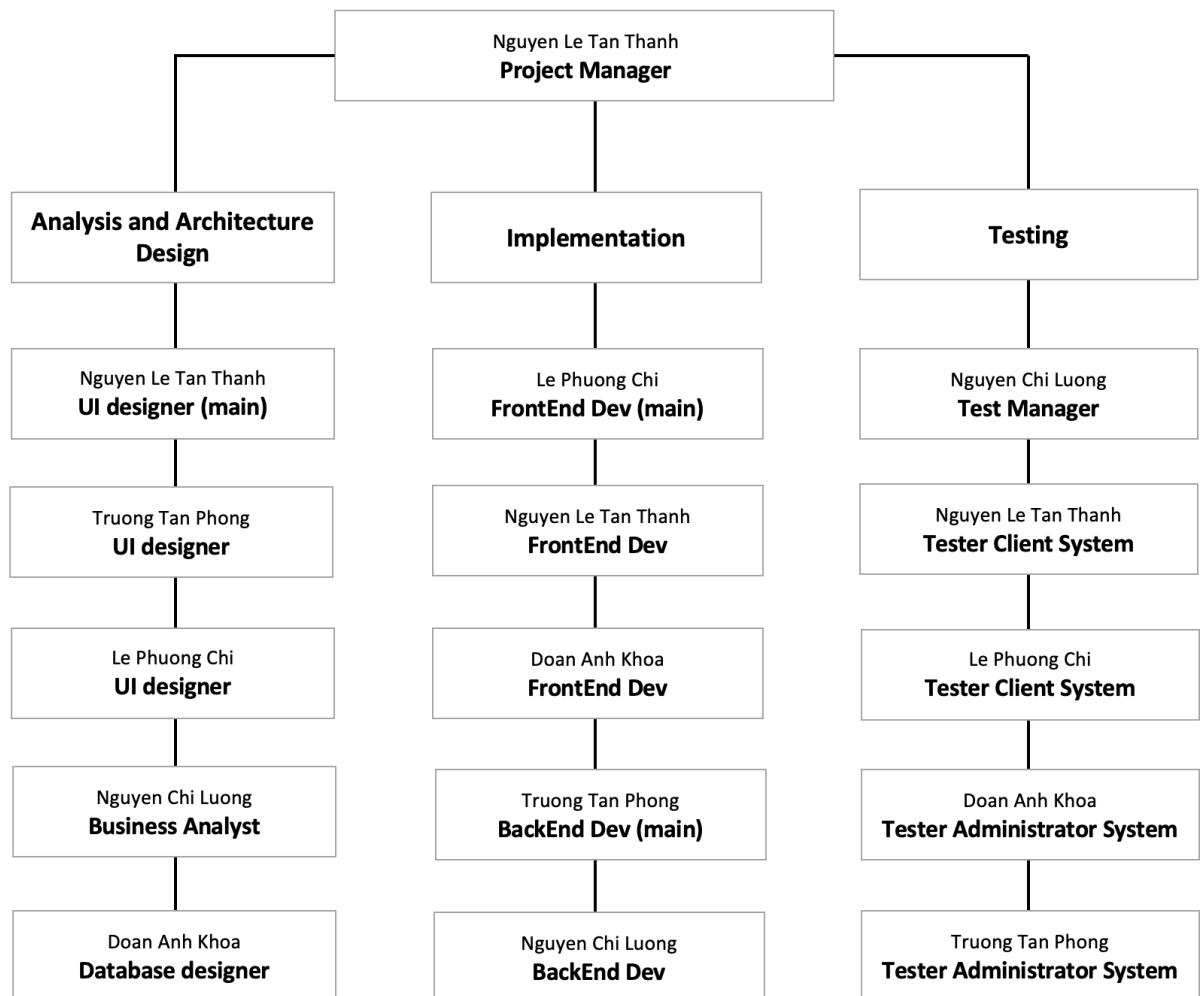 Nguyen Le Tan Thanh
Project Manager
Analysis and Architecture
Design
Implementation
Testing
Nguyen Le Tan Thanh
UI designer (main)
Le Phuong Chi
FrontEnd Dev (main)
Nguyen Chi Luong
Test Manager
Truong Tan Phong
UI designer
Nguyen Le Tan Thanh
FrontEnd Dev
Nguyen Le Tan Thanh
Tester Client System
Le Phuong Chi
UI designer
Doan Anh Khoa
FrontEnd Dev
Le Phuong Chi
Tester Client System
Nguyen Chi Luong
Business Analyst
Truong Tan Phong
BackEnd Dev (main)
Doan Anh Khoa
Tester Administrator System
Doan Anh Khoa
Database designer
Nguyen Chi Luong
BackEnd Dev
Truong Tan Phong
Tester Administrator System